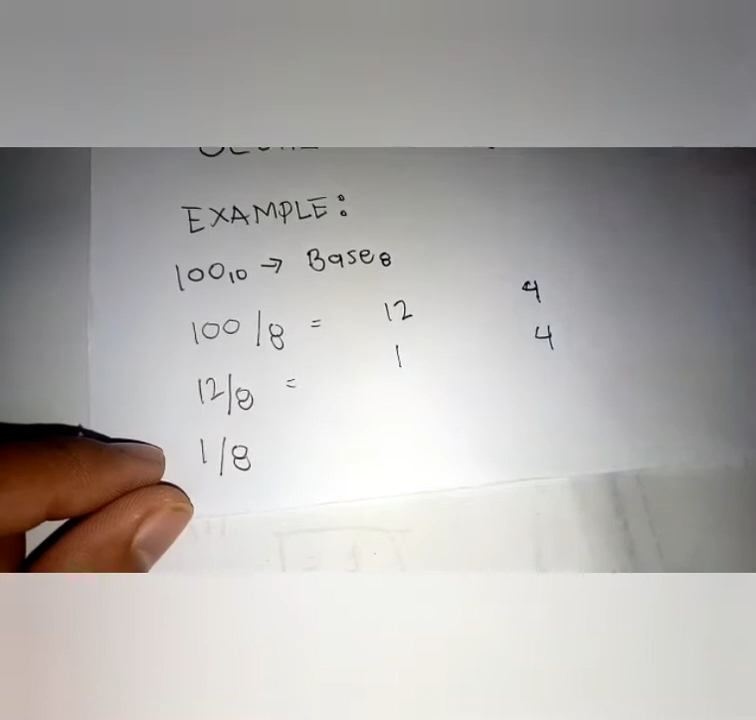 EXAMPLE:
100₁₀ → Base₈
100/8 = 12 4
12/8 = 1 4
1/8